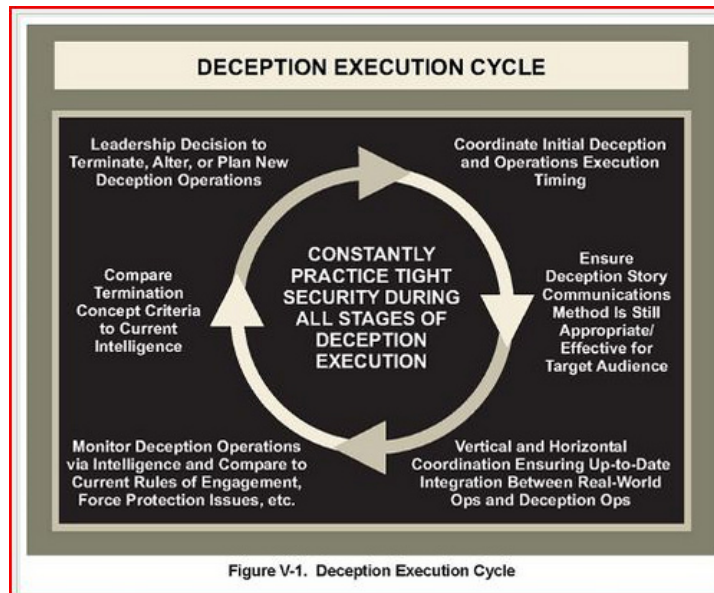 DECEPTION EXECUTION CYCLE
Leadership Decision to
Terminate, Alter, or Plan New
Deception Operations
Coordinate Initial Deception
and Operations Execution
Timing
CONSTANTLY
PRACTICE TIGHT
SECURITY DURING
ALL STAGES OF
DECEPTION
EXECUTION
Compare
Termination
Concept Criteria
to Current
Intelligence
Ensure
Deception Story
Communications
Method Is Still
Appropriate/
Effective for
Target Audience
Monitor Deception Operations
via Intelligence and Compare to
Current Rules of Engagement,
Force Protection Issues, etc.
Vertical and Horizontal
Coordination Ensuring Up-to-Date
Integration Between Real-World
Ops and Deception Ops
Figure V-1. Deception Execution Cycle